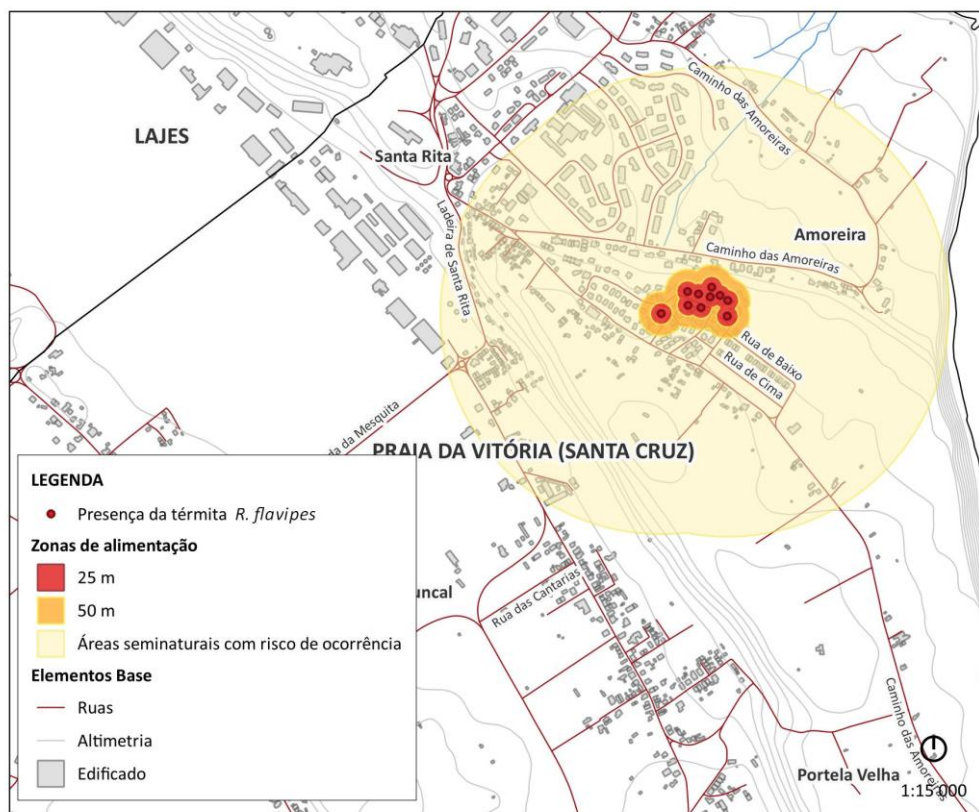 Caminho das Amoreiras
LAJES
Santa Rita
Ladeira de Santa Rita
Amoreira
Caminho das Amoreiras
Rua de Baixo
Rua de Cima
da da Mesquita
PRAIA DA VITÓRIA (SANTA CRUZ)
LEGENDA
Presença da térmita R. flavipes
Zonas de alimentação
25 m
50 m
Áreas seminaturais com risco de ocorrência
Elementos Base
Ruas
Altimetria
Edificado
uncal
Rua das Cantarias
Caminho das Amoreiras
Portela Velha
1:15 000